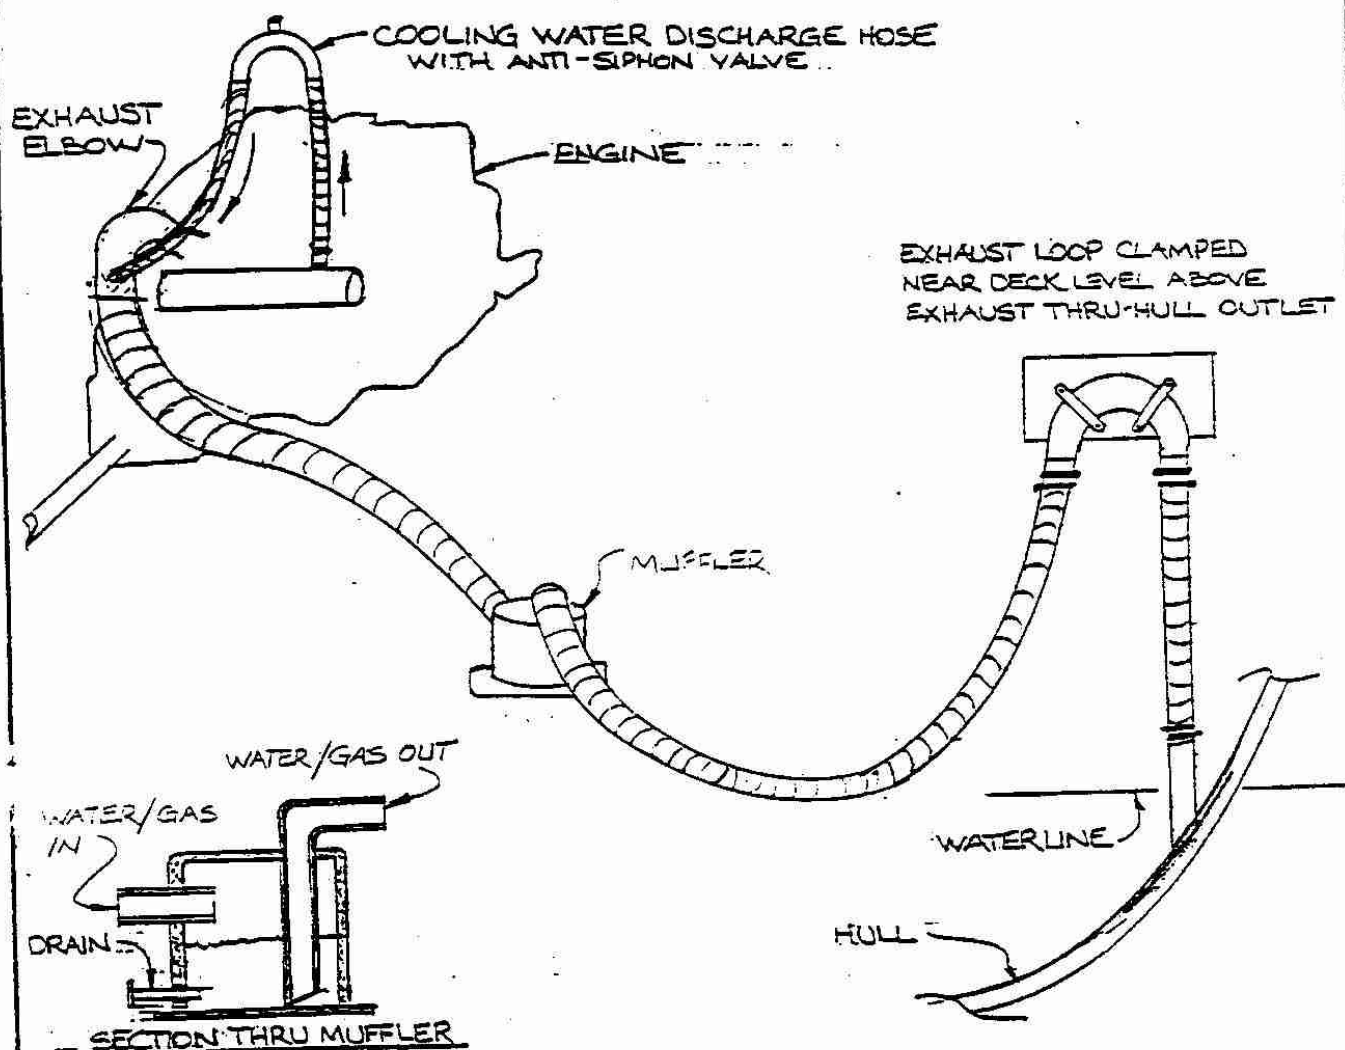 COOLING WATER DISCHARGE HOSE
WITH ANTI-SIPHON VALVE
EXHAUST
ELBOW
ENGINE
EXHAUST LOOP CLAMPED
NEAR DECK LEVEL ABOVE
EXHAUST THRU-HULL OUTLET
MUFFLER
WATER/GAS OUT
WATER/GAS
IN
WATERLINE
DRAIN
HULL
SECTION THRU MUFFLER